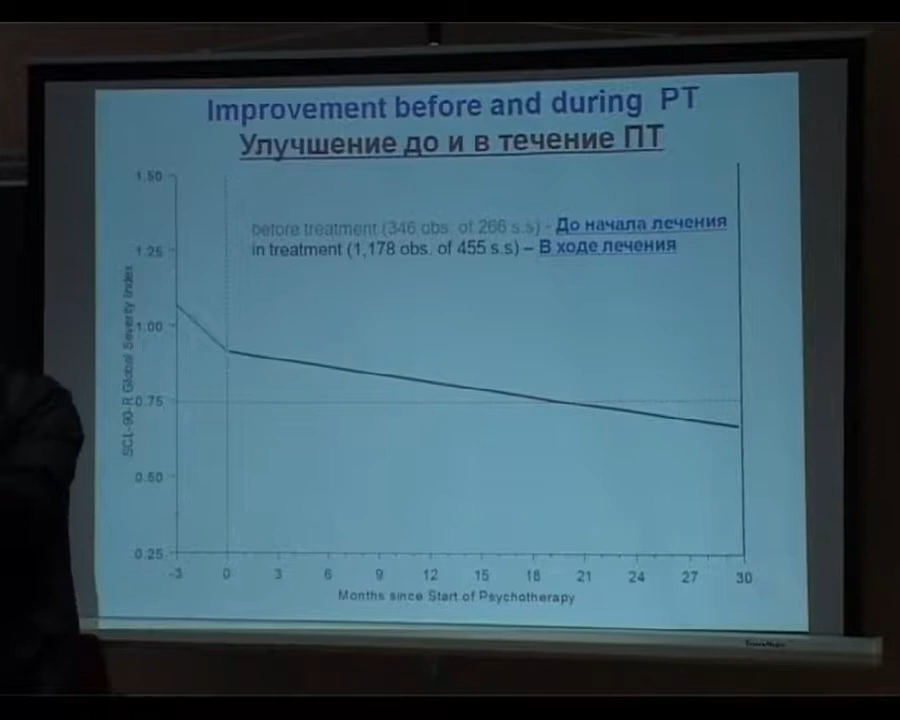 Improvement before and during PT
Улучшение до и в течение ПТ
1.50
before treatment (346 obs. of 266 s.s) - До начала лечения
in treatment (1,178 obs. of 455 s.s) – В ходе лечения
1.25
SCL-90-R Global Severity Index
1.00
0.75
0.50
0.25
-3 0 3 6 9 12 15 18 21 24 27 30
Months since Start of Psychotherapy